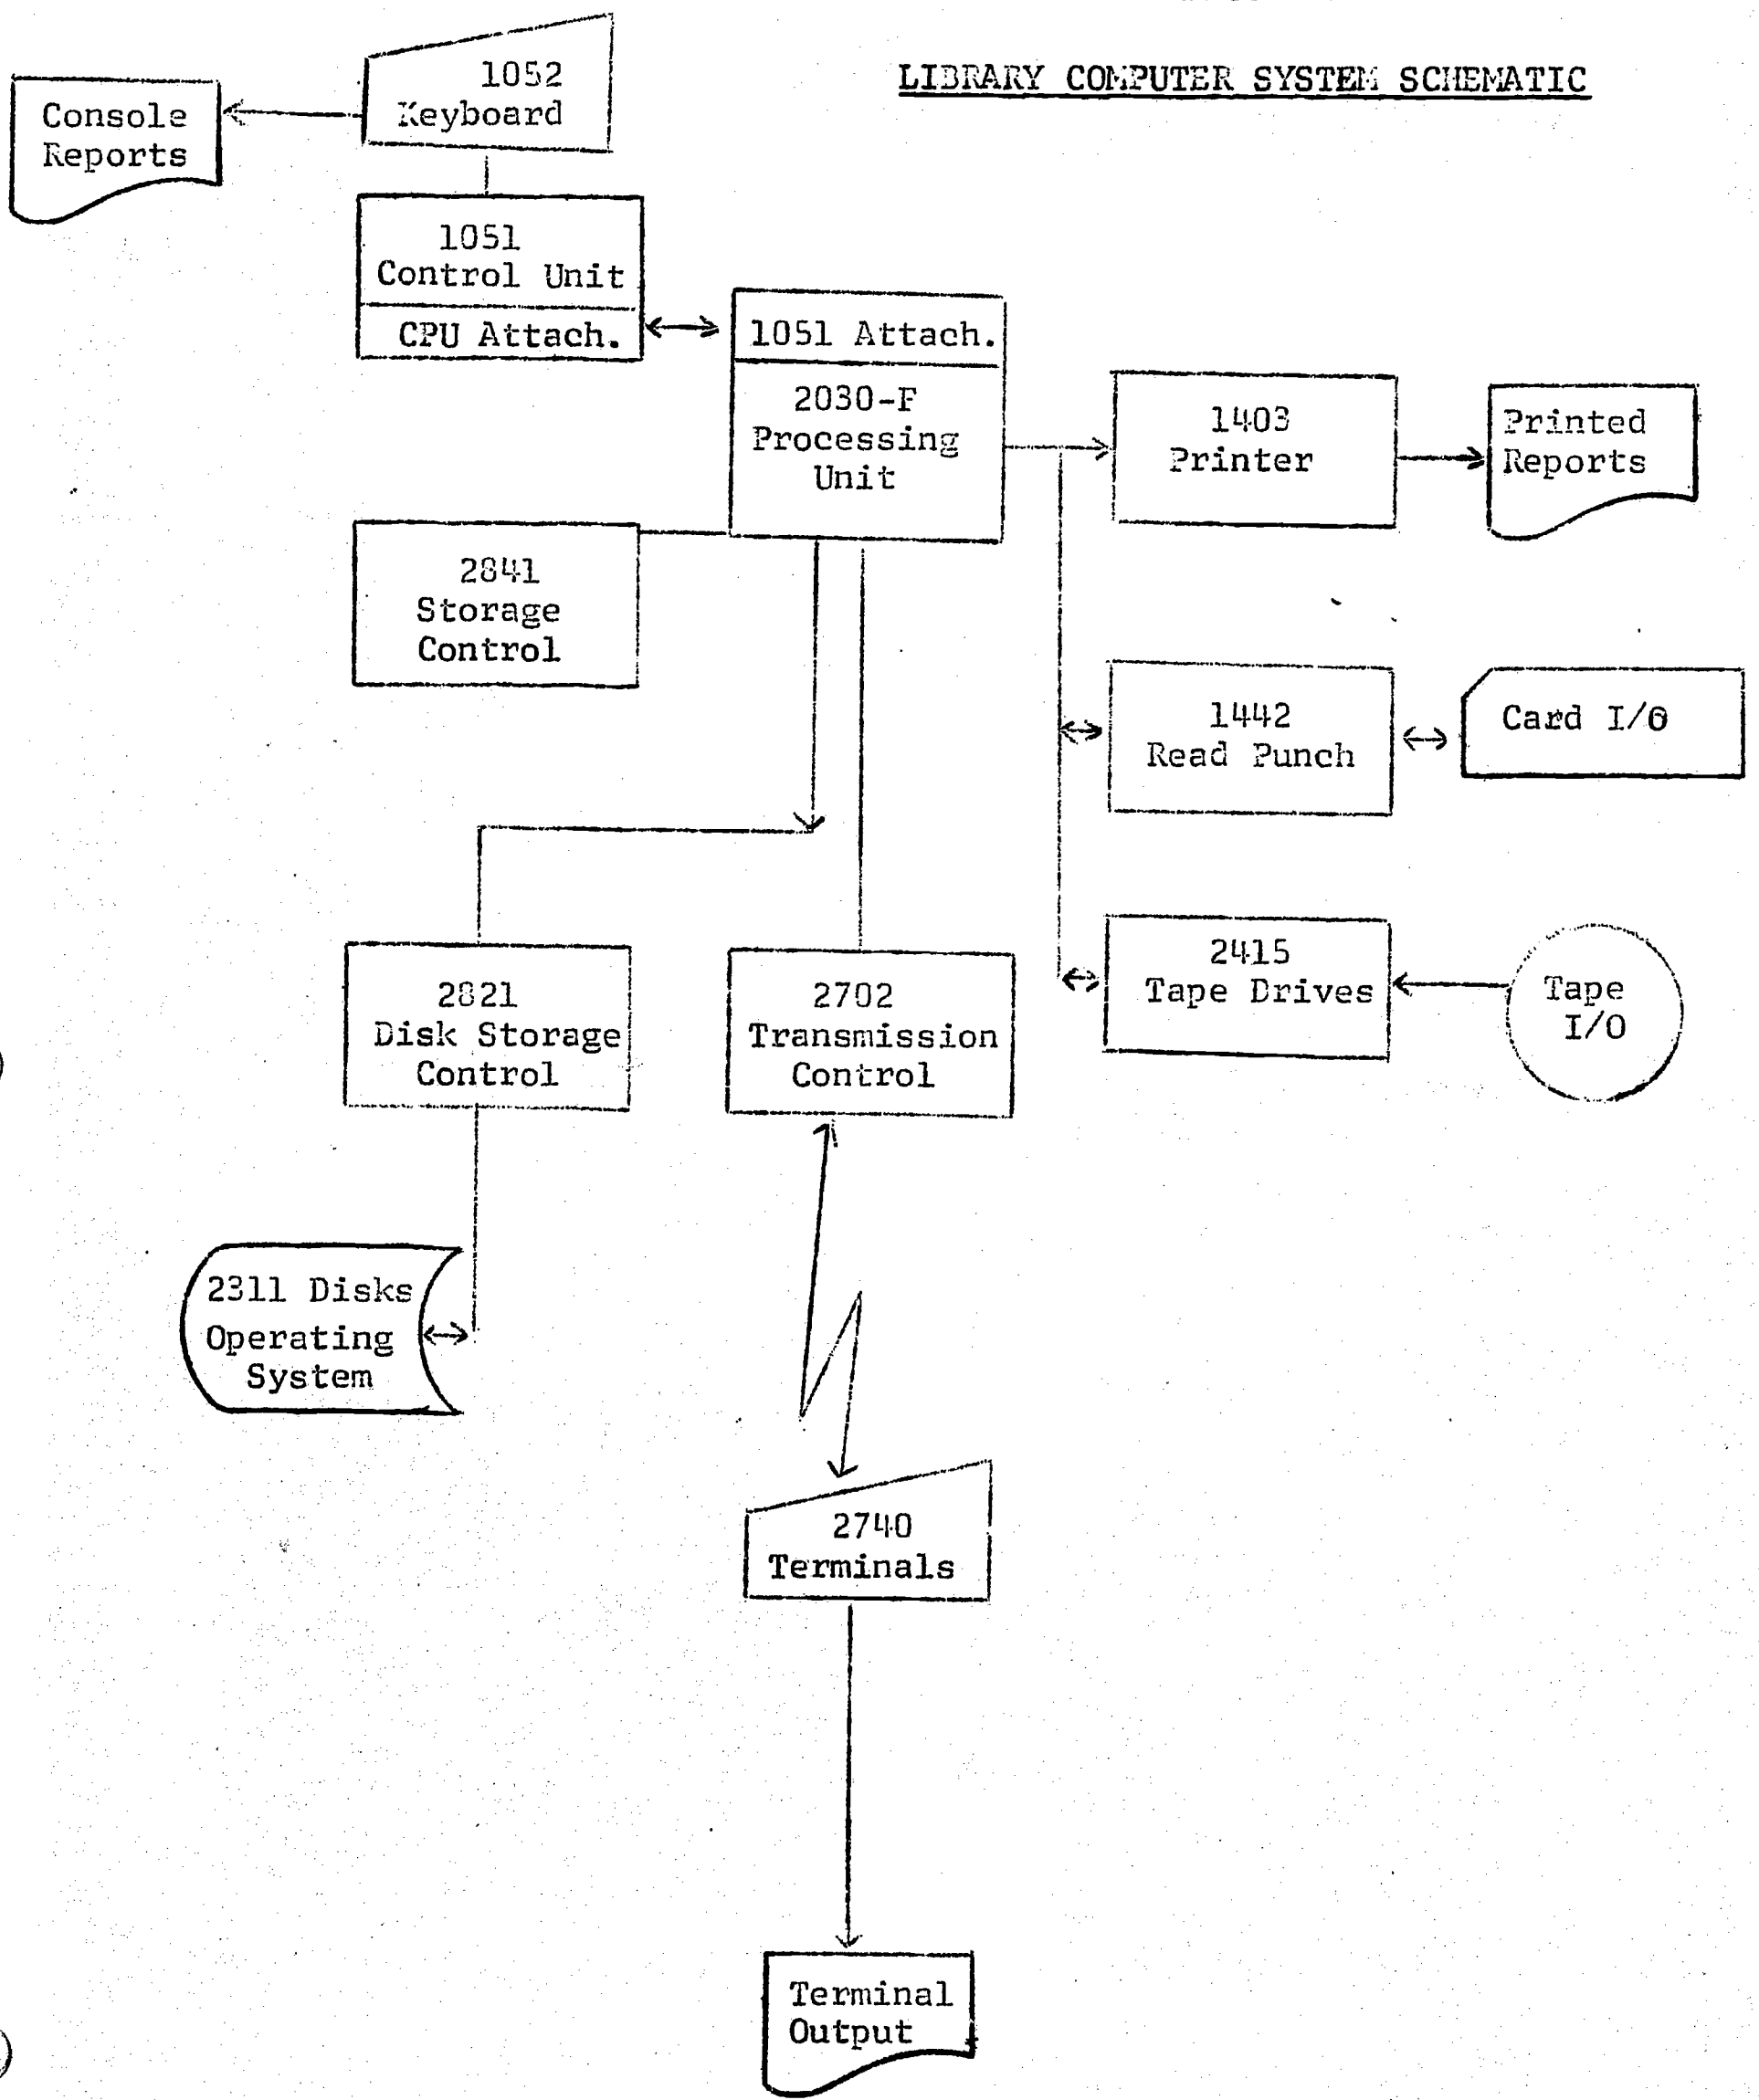 LIBRARY COMPUTER SYSTEM SCHEMATIC
1052
Keyboard
Console
Reports
1051
Control Unit
CPU Attach.
1051 Attach.
2030-F
Processing
Unit
1403
Printer
Printed
Reports
2841
Storage
Control
1442
Read Punch
Card I/O
2821
Disk Storage
Control
2702
Transmission
Control
2415
Tape Drives
Tape
I/O
2311 Disks
Operating
System
2740
Terminals
Terminal
Output